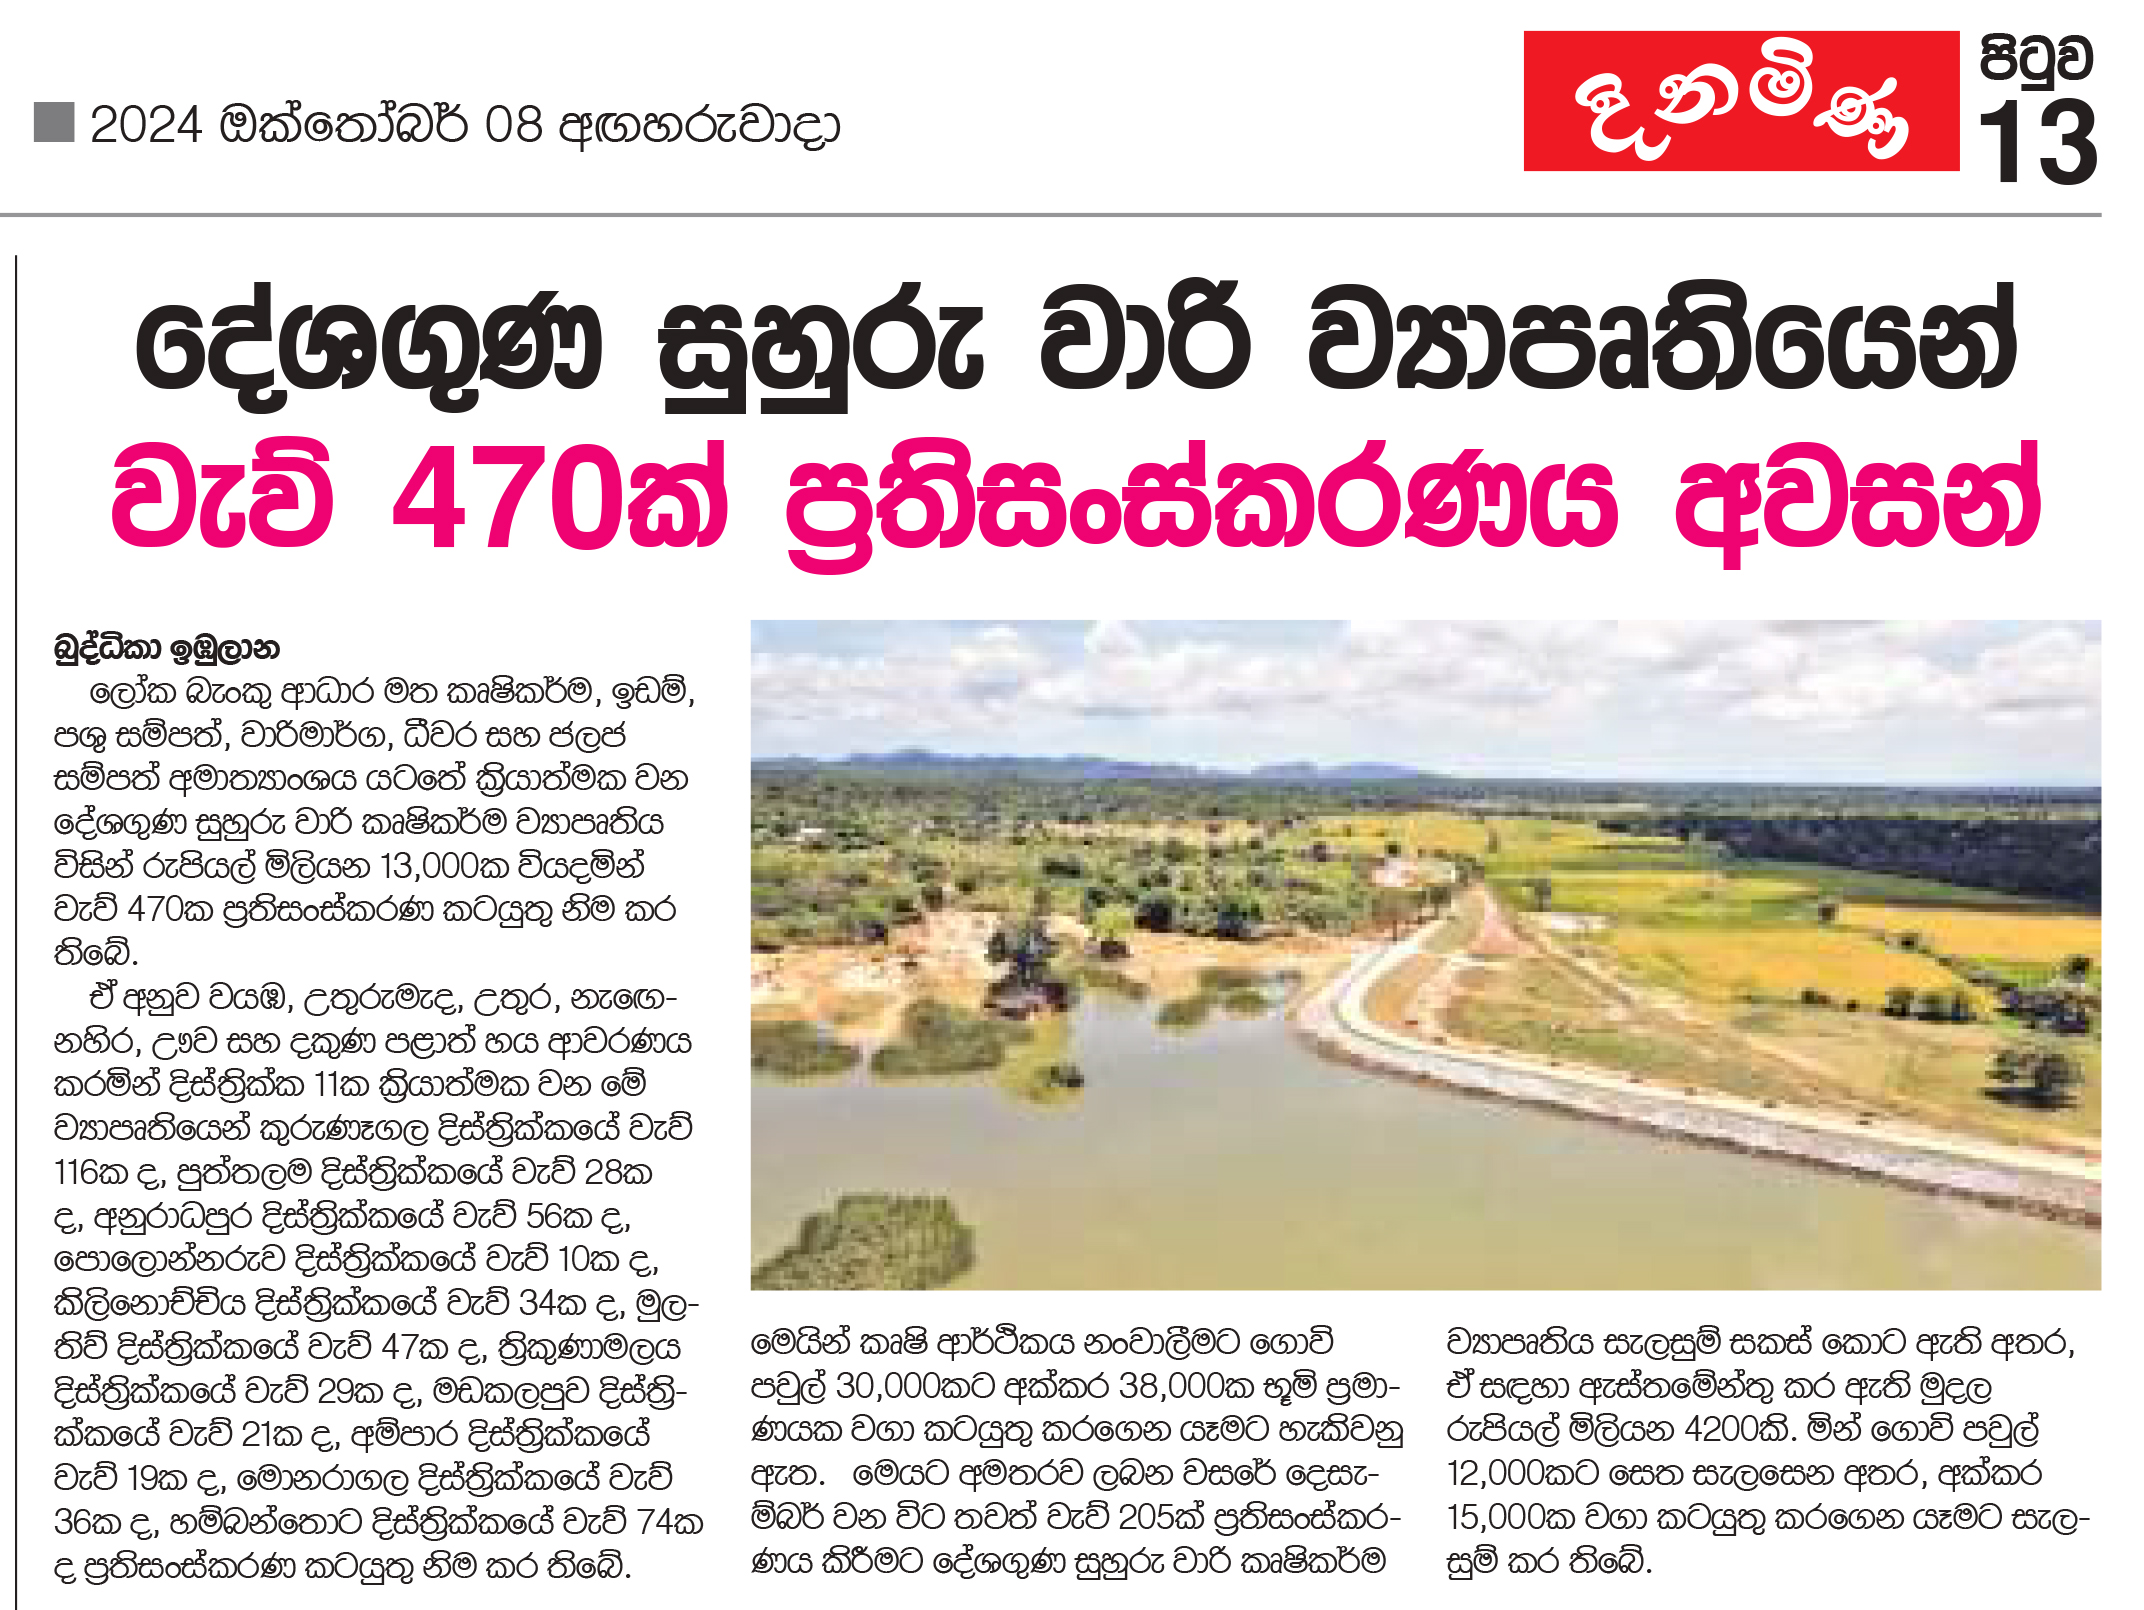 2024 ඔක්තෝබර් 08 අඟහරුවාදා
දිනමිණ
පිටුව
13
දේශගුණ සුහුරු වාරි ව්‍යාපෘතියෙන්
වැව් 470ක් ප්‍රතිසංස්කරණය අවසන්
බුද්ධිකා ඉඹුලාන
ලෝක බැංකු ආධාර මත කෘෂිකර්ම, ඉඩම්,
පශු සම්පත්, වාරිමාර්ග, ධීවර සහ ජලජ
සම්පත් අමාත්‍යාංශය යටතේ ක්‍රියාත්මක වන
දේශගුණ සුහුරු වාරි කෘෂිකර්ම ව්‍යාපෘතිය
විසින් රුපියල් මිලියන 13,000ක වියදමින්
වැව් 470ක ප්‍රතිසංස්කරණ කටයුතු නිම කර
තිබේ.
ඒ අනුව වයඹ, උතුරුමැද, උතුර, නැඟෙ-
නහිර, ඌව සහ දකුණ පළාත් හය ආවරණය
කරමින් දිස්ත්‍රික්ක 11ක ක්‍රියාත්මක වන මේ
ව්‍යාපෘතියෙන් කුරුණෑගල දිස්ත්‍රික්කයේ වැව්
116ක ද, පුත්තලම දිස්ත්‍රික්කයේ වැව් 28ක
ද, අනුරාධපුර දිස්ත්‍රික්කයේ වැව් 56ක ද,
පොලොන්නරුව දිස්ත්‍රික්කයේ වැව් 10ක ද,
කිලිනොච්චිය දිස්ත්‍රික්කයේ වැව් 34ක ද, මුල-
තිව් දිස්ත්‍රික්කයේ වැව් 47ක ද, ත්‍රිකුණාමලය
දිස්ත්‍රික්කයේ වැව් 29ක ද, මඩකලපුව දිස්ත්‍රි-
ක්කයේ වැව් 21ක ද, අම්පාර දිස්ත්‍රික්කයේ
වැව් 19ක ද, මොනරාගල දිස්ත්‍රික්කයේ වැව්
36ක ද, හම්බන්තොට දිස්ත්‍රික්කයේ වැව් 74ක
ද ප්‍රතිසංස්කරණ කටයුතු නිම කර තිබේ.
මෙයින් කෘෂි ආර්ථිකය නංවාලීමට ගොවි
පවුල් 30,000කට අක්කර 38,000ක භූමි ප්‍රමා-
ණයක වගා කටයුතු කරගෙන යෑමට හැකිවනු
ඇත. මෙයට අමතරව ලබන වසරේ දෙසැ-
ම්බර් වන විට තවත් වැව් 205ක් ප්‍රතිසංස්කර-
ණය කිරීමට දේශගුණ සුහුරු වාරි කෘෂිකර්ම
ව්‍යාපෘතිය සැලසුම් සකස් කොට ඇති අතර,
ඒ සඳහා ඇස්තමේන්තු කර ඇති මුදල
රුපියල් මිලියන 4200කි. මින් ගොවි පවුල්
12,000කට සෙත සැලසෙන අතර, අක්කර
15,000ක වගා කටයුතු කරගෙන යෑමට සැල-
සුම් කර තිබේ.